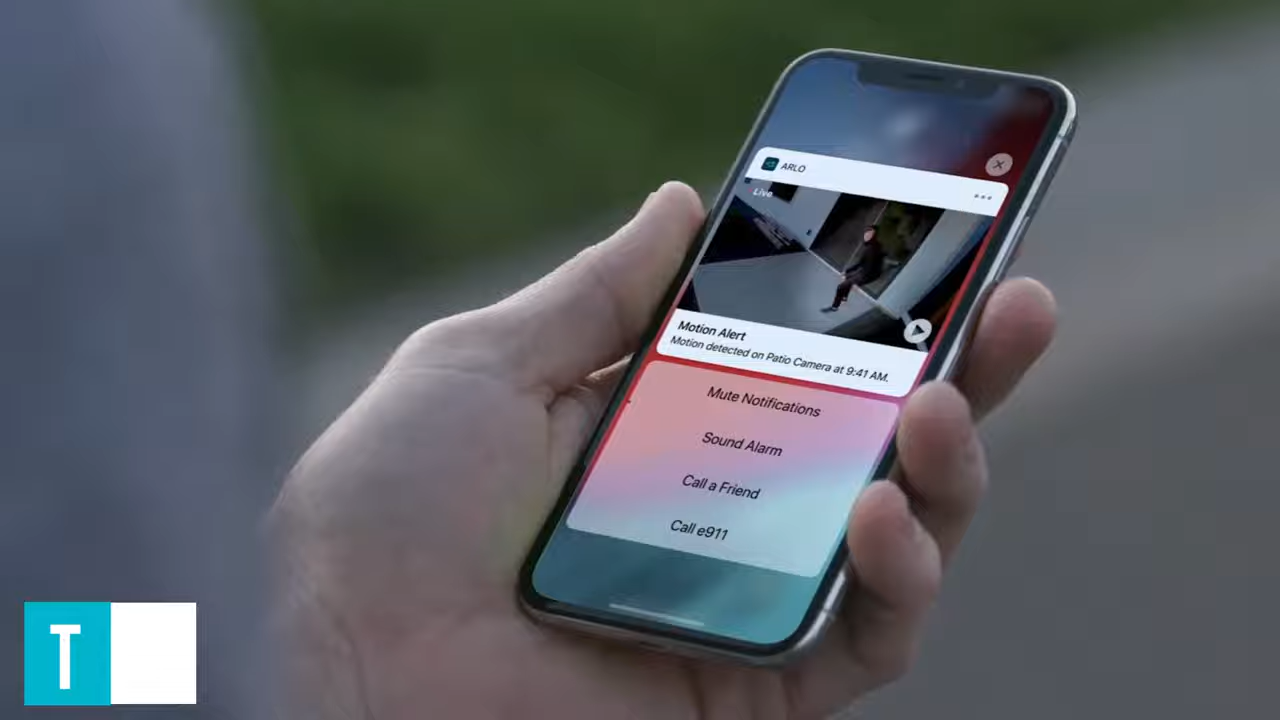 ARLO
Live
Motion Alert
Motion detected on Patio Camera at 9:41 AM.
Mute Notifications
Sound Alarm
Call a Friend
Call e911
T